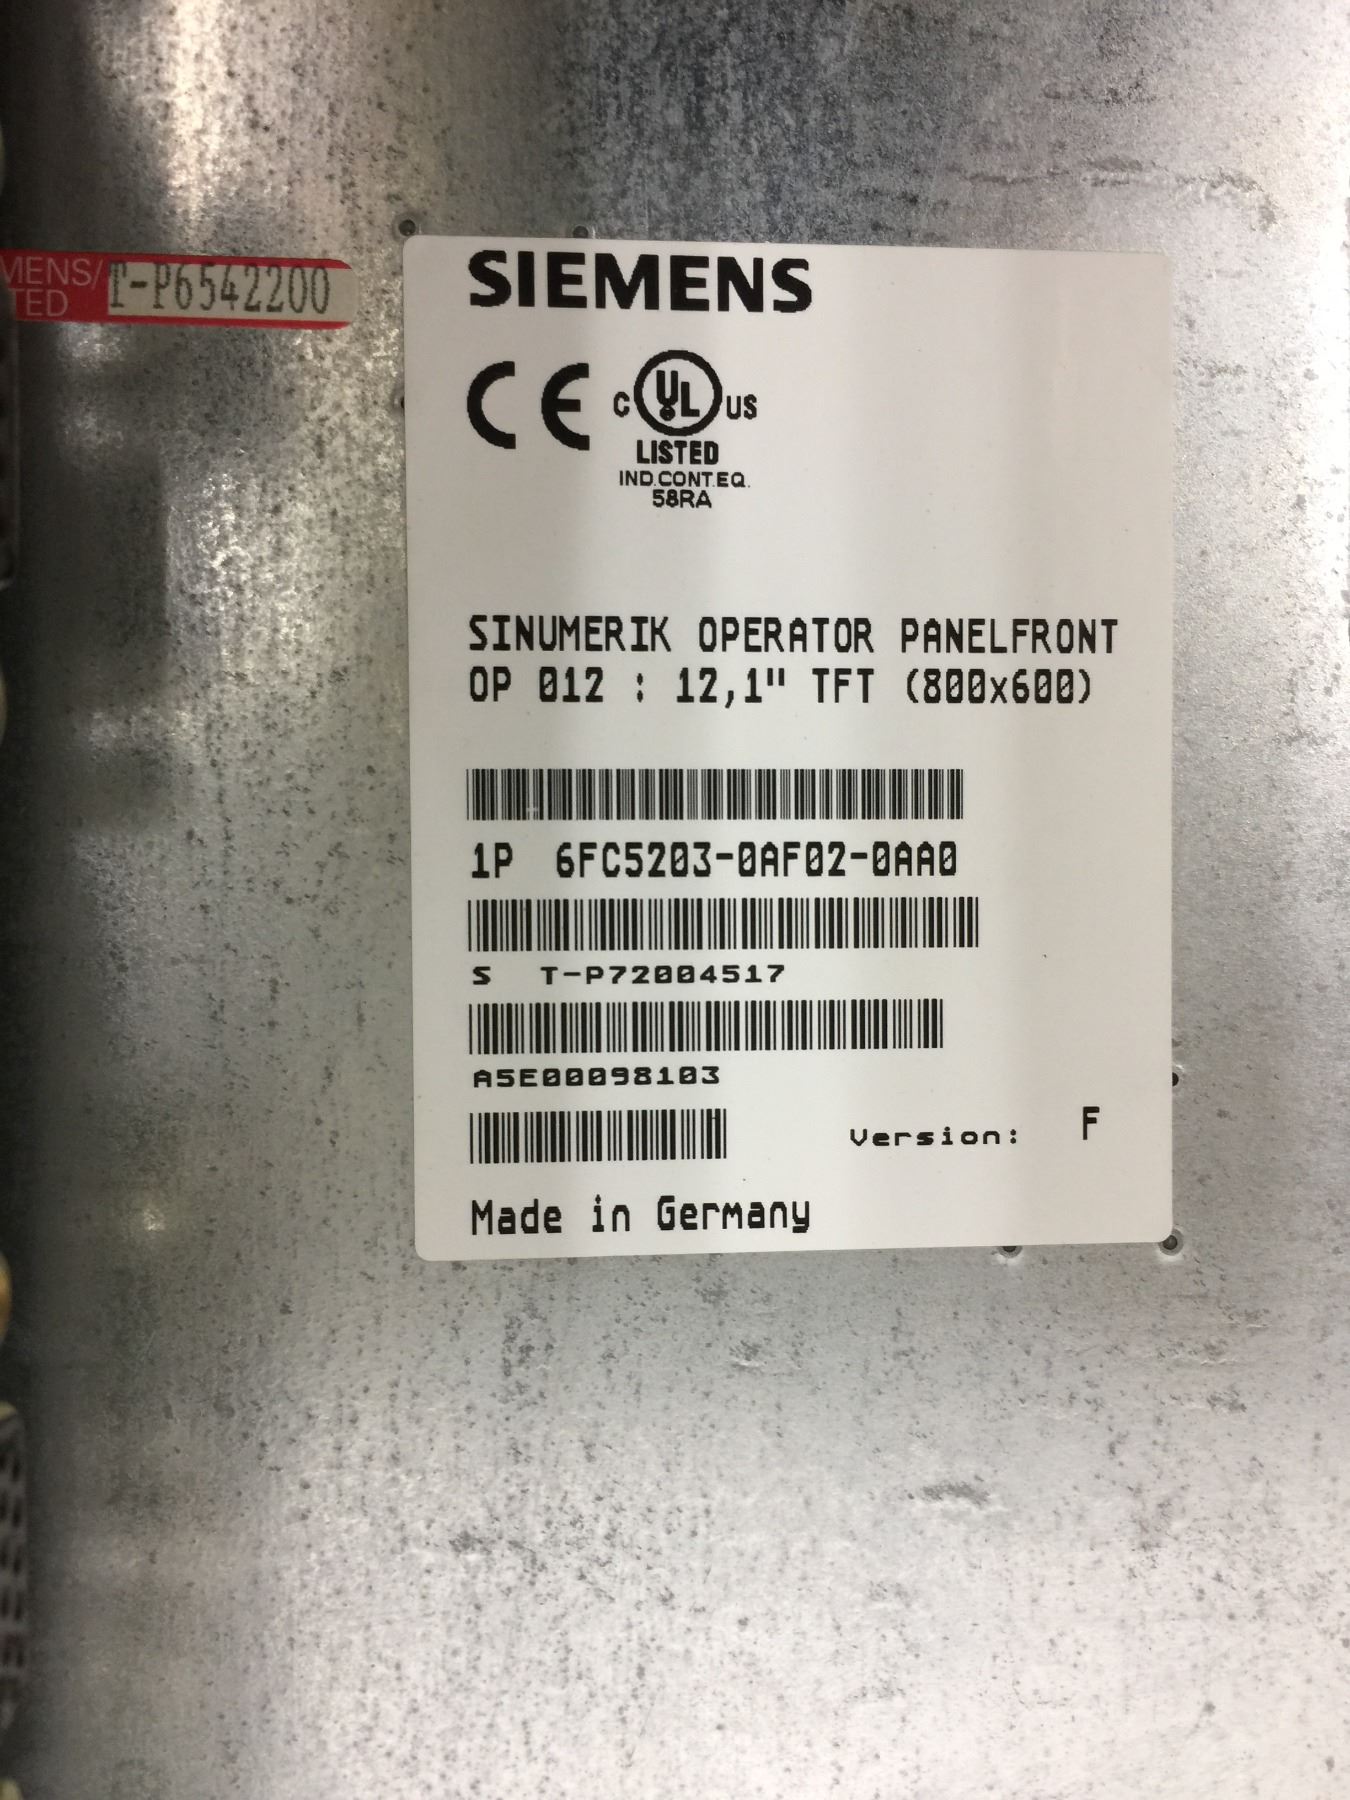 MENS/
TED
T-P6542200
SIEMENS
CE
C UL US
LISTED
IND.CONT.EQ.
58RA
SINUMERIK OPERATOR PANELFRONT
OP 012 : 12,1" TFT (800x600)
1P 6FC5203-0AF02-0AA0
S T-P72004517
A5E00098103
Version: F
Made in Germany